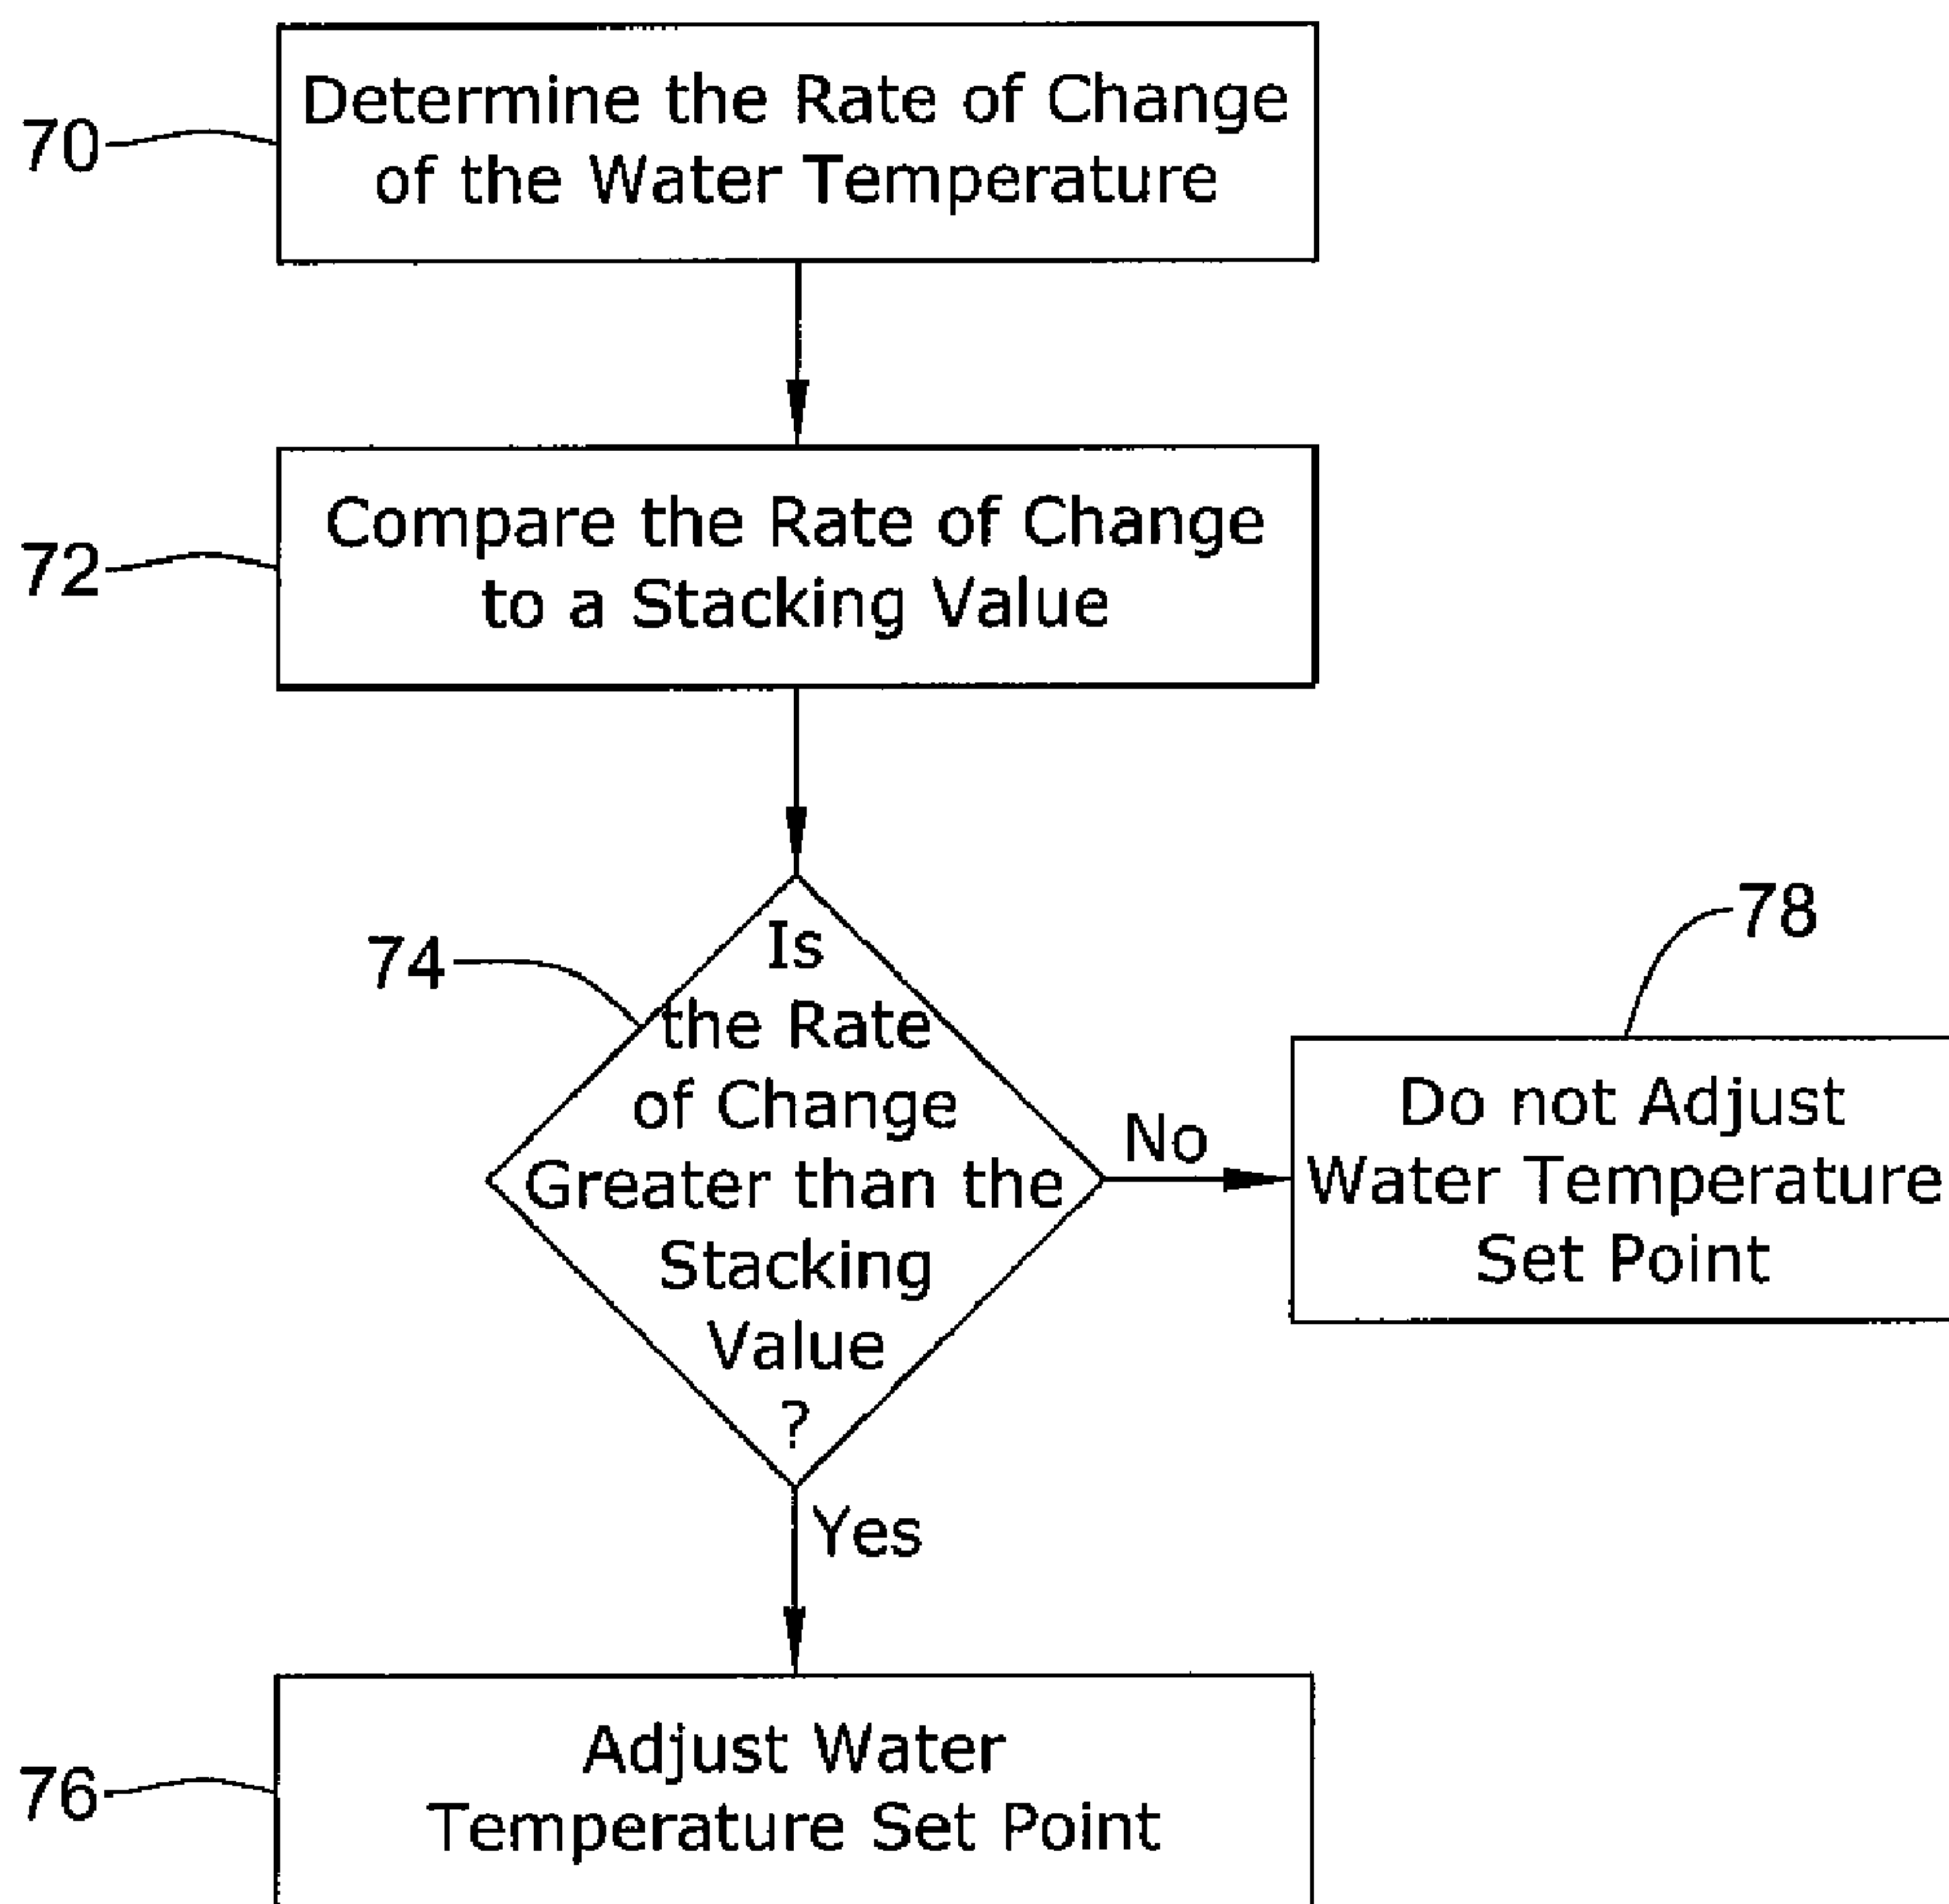 70
Determine the Rate of Change
of the Water Temperature
72
Compare the Rate of Change
to a Stacking Value
74
Is
the Rate
of Change
Greater than the
Stacking
Value
?
No
78
Do not Adjust
Water Temperature
Set Point
Yes
76
Adjust Water
Temperature Set Point